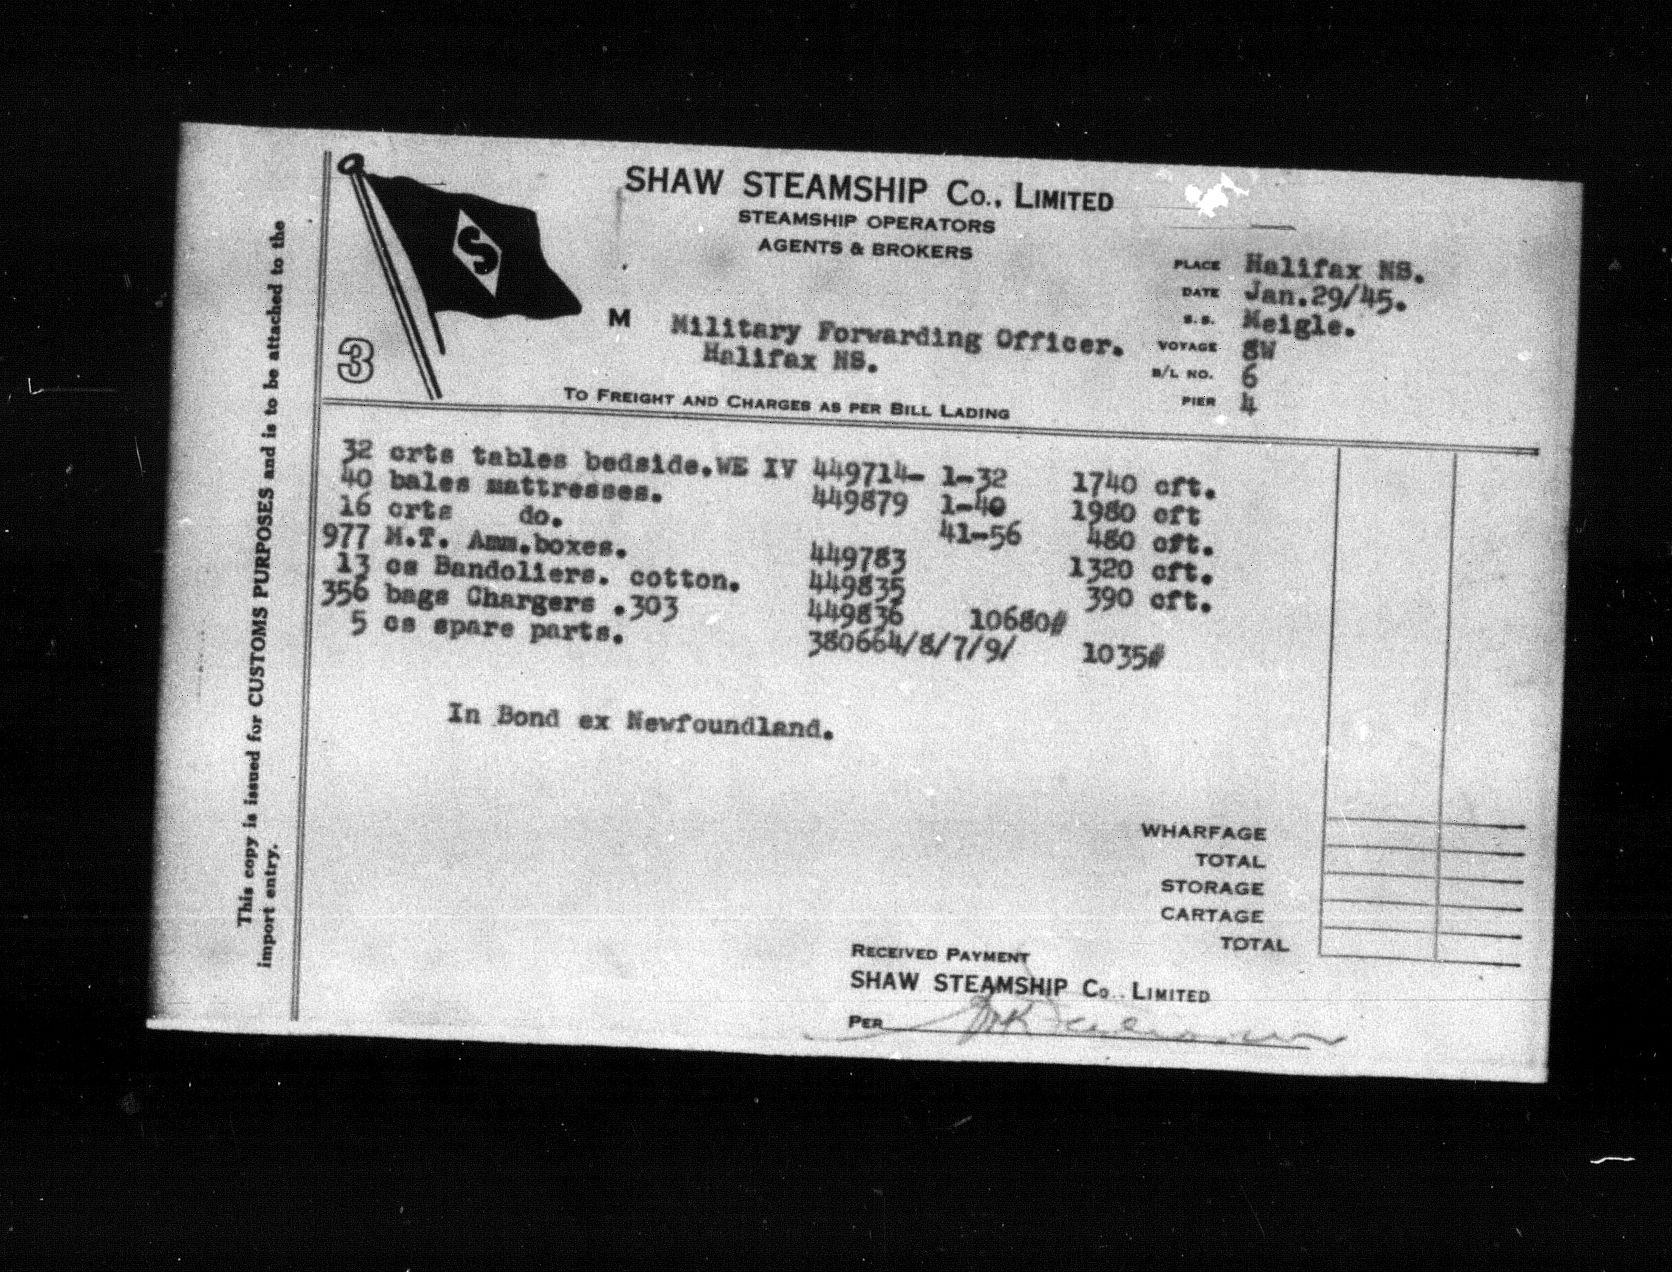 SHAW STEAMSHIP Co., LIMITED
STEAMSHIP OPERATORS
AGENTS & BROKERS
S
3
PLACE Halifax NS.
DATE Jan.29/45.
S.S. Meigle.
VOYAGE 8W
B/L NO. 6
PIER 4
M Military Forwarding Officer.
Halifax NS.
TO FREIGHT AND CHARGES AS PER BILL LADING
32 crts tables bedside.WE IV 449714- 1-32 1740 cft.
40 bales mattresses. 449879 1-40 1980 cft
16 crts do. 41-56 480 cft.
977 M.T. Amm.boxes. 449783 1320 cft.
13 cs Bandoliers. cotton. 449835 390 cft.
356 bags Chargers .303 449836 10680#
5 cs spare parts. 380664/8/7/9/ 1035#
In Bond ex Newfoundland.
WHARFAGE
TOTAL
STORAGE
CARTAGE
TOTAL
RECEIVED PAYMENT
SHAW STEAMSHIP Co., LIMITED
PER
This copy is issued for CUSTOMS PURPOSES and is to be attached to the
import entry.